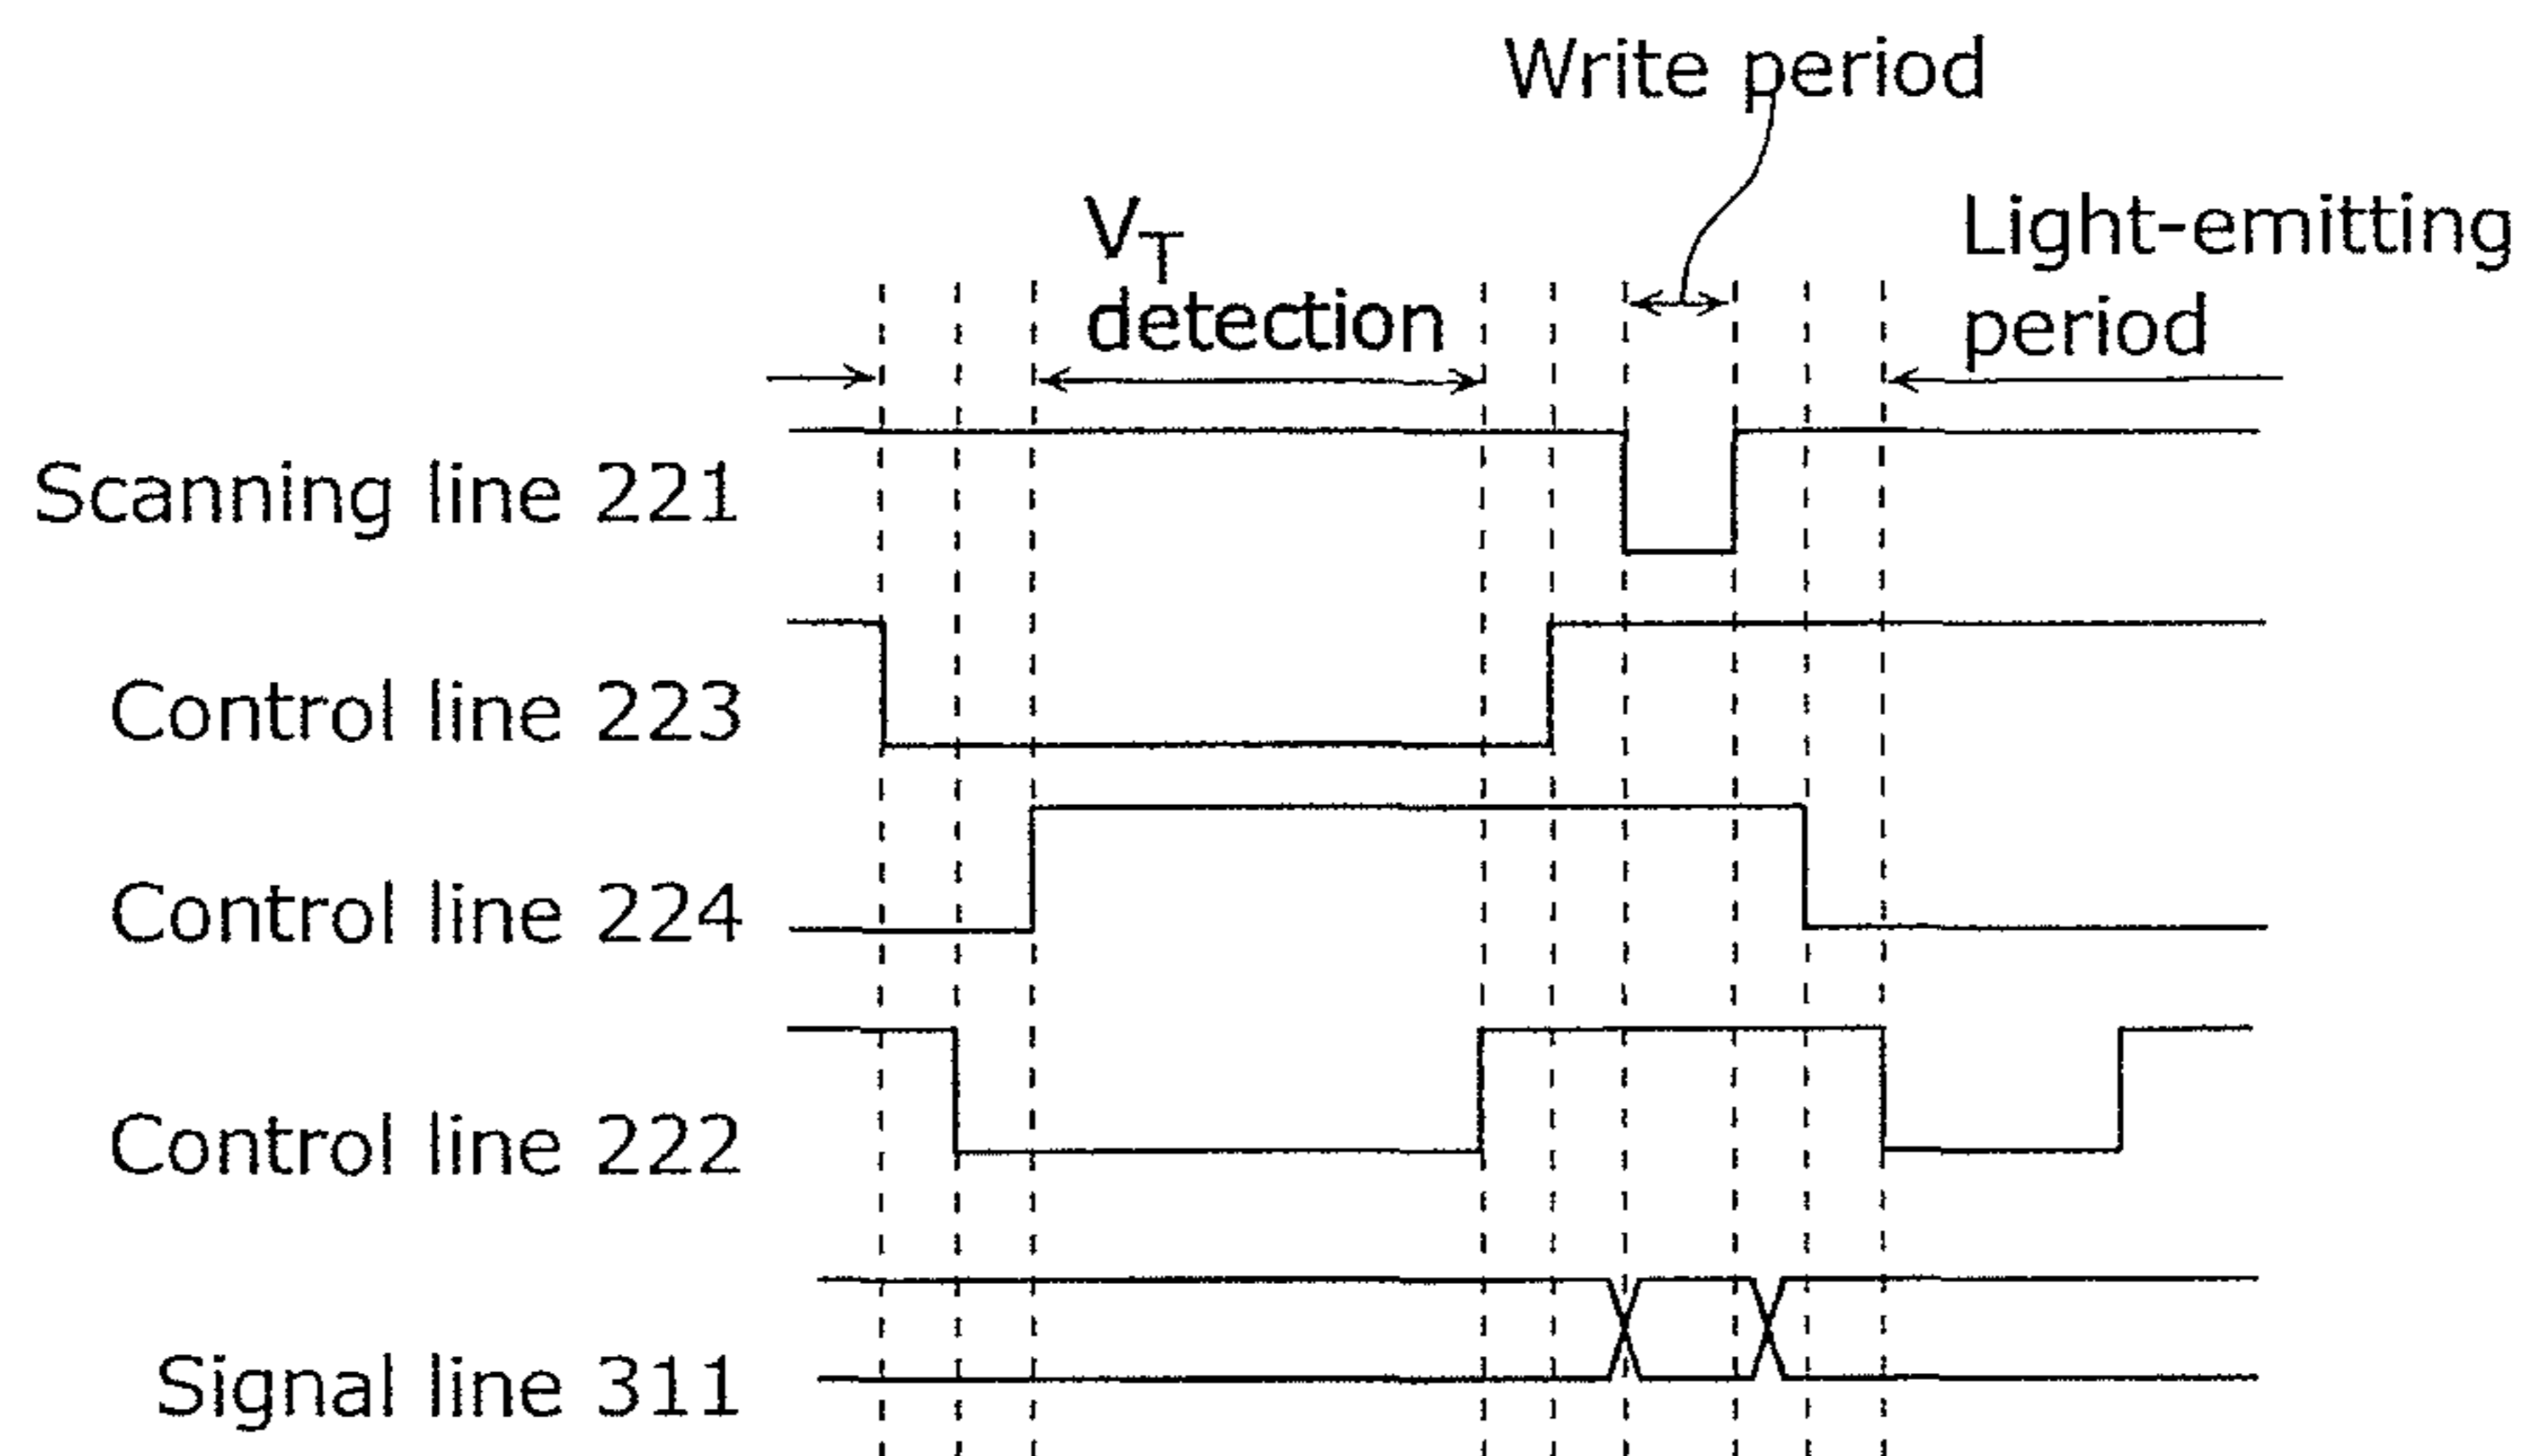 Write period
V_T
detection
Light-emitting
period
Scanning line 221
Control line 223
Control line 224
Control line 222
Signal line 311